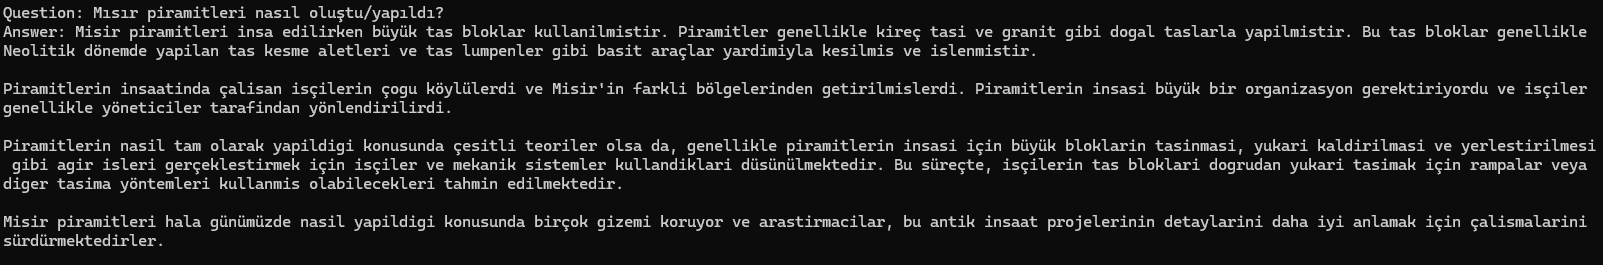 Question: Mısır piramitleri nasıl oluştu/yapıldı?
Answer: Misir piramitleri insa edilirken büyük tas bloklar kullanilmistir. Piramitler genellikle kireç tasi ve granit gibi dogal taslarla yapilmistir. Bu tas bloklar genellikle
Neolitik dönemde yapilan tas kesme aletleri ve tas lumpenler gibi basit araçlar yardimiyla kesilmis ve islenmistir.
Piramitlerin insaatinda çalisan isçilerin çogu köylülerdi ve Misir'in farkli bölgelerinden getirilmislerdi. Piramitlerin insasi büyük bir organizasyon gerektiriyordu ve isçiler
genellikle yöneticiler tarafindan yönlendirilirdi.
Piramitlerin nasil tam olarak yapildigi konusunda çesitli teoriler olsa da, genellikle piramitlerin insasi için büyük bloklarin tasinmasi, yukari kaldirilmasi ve yerlestirilmesi
gibi agir isleri gerçeklestirmek için isçiler ve mekanik sistemler kullandiklari düsünülmektedir. Bu süreçte, isçilerin tas bloklari dogrudan yukari tasimak için rampalar veya
diger tasima yöntemleri kullanmis olabilecekleri tahmin edilmektedir.
Misir piramitleri hala günümüzde nasil yapildigi konusunda birçok gizemi koruyor ve arastirmacilar, bu antik insaat projelerinin detaylarini daha iyi anlamak için çalismalarini
sürdürmektedirler.